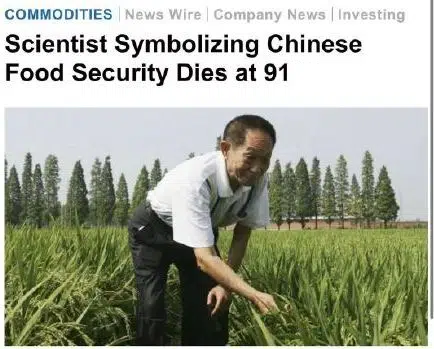 COMMODITIES | News Wire | Company News | Investing
Scientist Symbolizing Chinese
Food Security Dies at 91